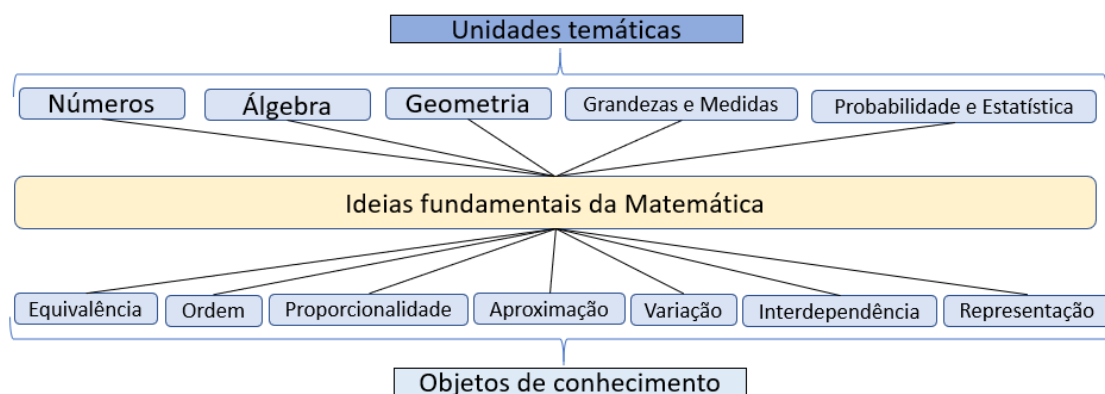 Unidades temáticas
Números
Álgebra
Geometria
Grandezas e Medidas
Probabilidade e Estatística
Ideias fundamentais da Matemática
Equivalência
Ordem
Proporcionalidade
Aproximação
Variação
Interdependência
Representação
Objetos de conhecimento